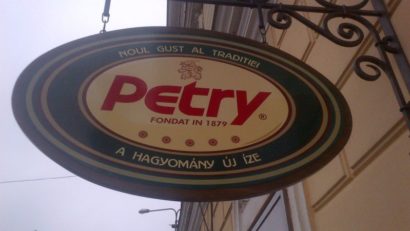 NOUL GUST AL TRADIȚIEI
Petry®
FONDAT IN 1879
A HAGYOMÁNY ÚJ ÍZE